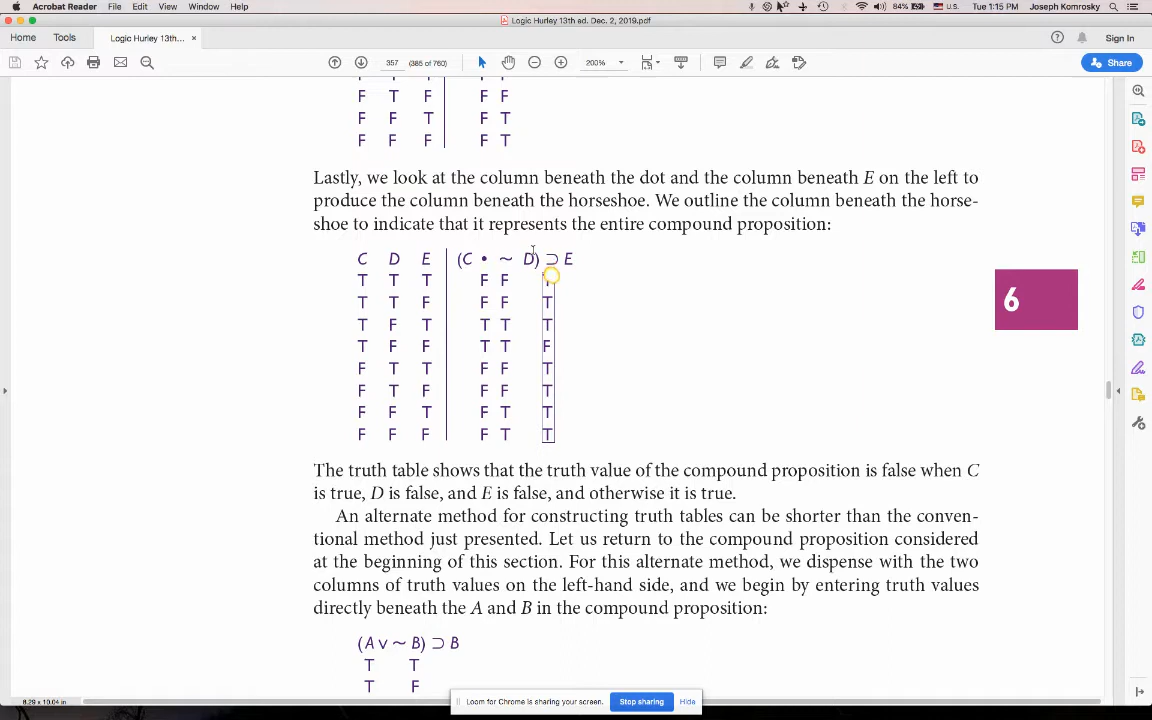 Acrobat Reader File Edit View Window Help 84% U.S. Tue 1:15 PM Joseph Komrosky
Logic Hurley 13th ed. Dec. 2, 2019.pdf
Home Tools Logic Hurley 13th... × Sign In
357 (385 of 760) 200% Share
F T F F F
F F T F T
F F F F T
Lastly, we look at the column beneath the dot and the column beneath E on the left to
produce the column beneath the horseshoe. We outline the column beneath the horse-
shoe to indicate that it represents the entire compound proposition:
C D E (C • ~ D) ⊃ E
T T T F F T
T T F F F T
T F T T T T
T F F T T F
F T T F F T
F T F F F T
F F T F T T
F F F F T T
6
The truth table shows that the truth value of the compound proposition is false when C
is true, D is false, and E is false, and otherwise it is true.
An alternate method for constructing truth tables can be shorter than the conven-
tional method just presented. Let us return to the compound proposition considered
at the beginning of this section. For this alternate method, we dispense with the two
columns of truth values on the left-hand side, and we begin by entering truth values
directly beneath the A and B in the compound proposition:
(A v ~ B) ⊃ B
T T
T F
8.29 x 10.04 in
Loom for Chrome is sharing your screen. Stop sharing Hide